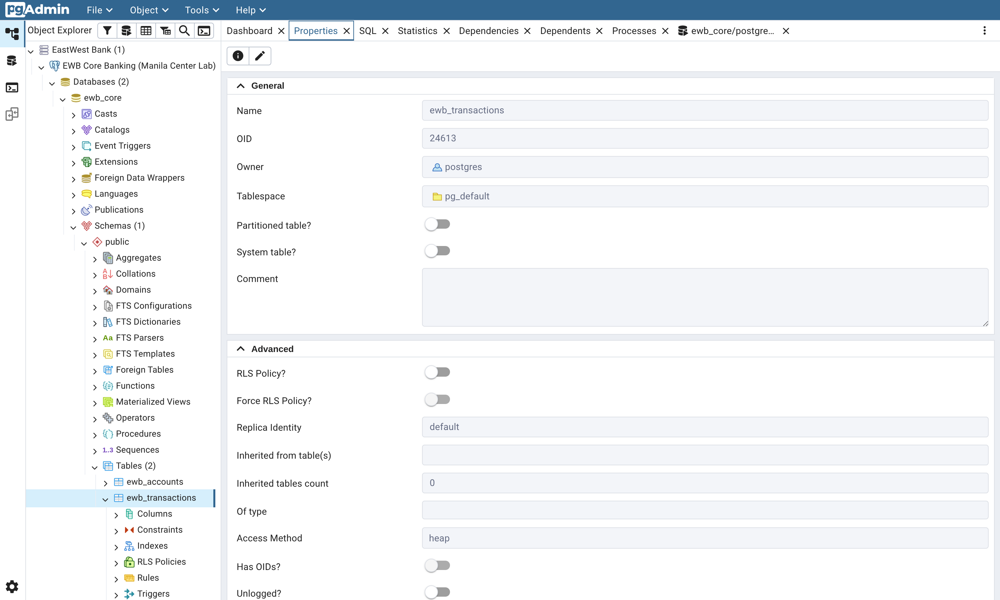 pgAdmin File Object Tools Help
Object Explorer
Dashboard Properties SQL Statistics Dependencies Dependents Processes ewb_core/postgre...
EastWest Bank (1)
EWB Core Banking (Manila Center Lab)
Databases (2)
ewb_core
Casts
Catalogs
Event Triggers
Extensions
Foreign Data Wrappers
Languages
Publications
Schemas (1)
public
Aggregates
Collations
Domains
FTS Configurations
FTS Dictionaries
Aa FTS Parsers
FTS Templates
Foreign Tables
Functions
Materialized Views
Operators
Procedures
1..3 Sequences
Tables (2)
ewb_accounts
ewb_transactions
Columns
Constraints
Indexes
RLS Policies
Rules
Triggers
General
Name ewb_transactions
OID 24613
Owner postgres
Tablespace pg_default
Partitioned table?
System table?
Comment
Advanced
RLS Policy?
Force RLS Policy?
Replica Identity default
Inherited from table(s)
Inherited tables count 0
Of type
Access Method heap
Has OIDs?
Unlogged?